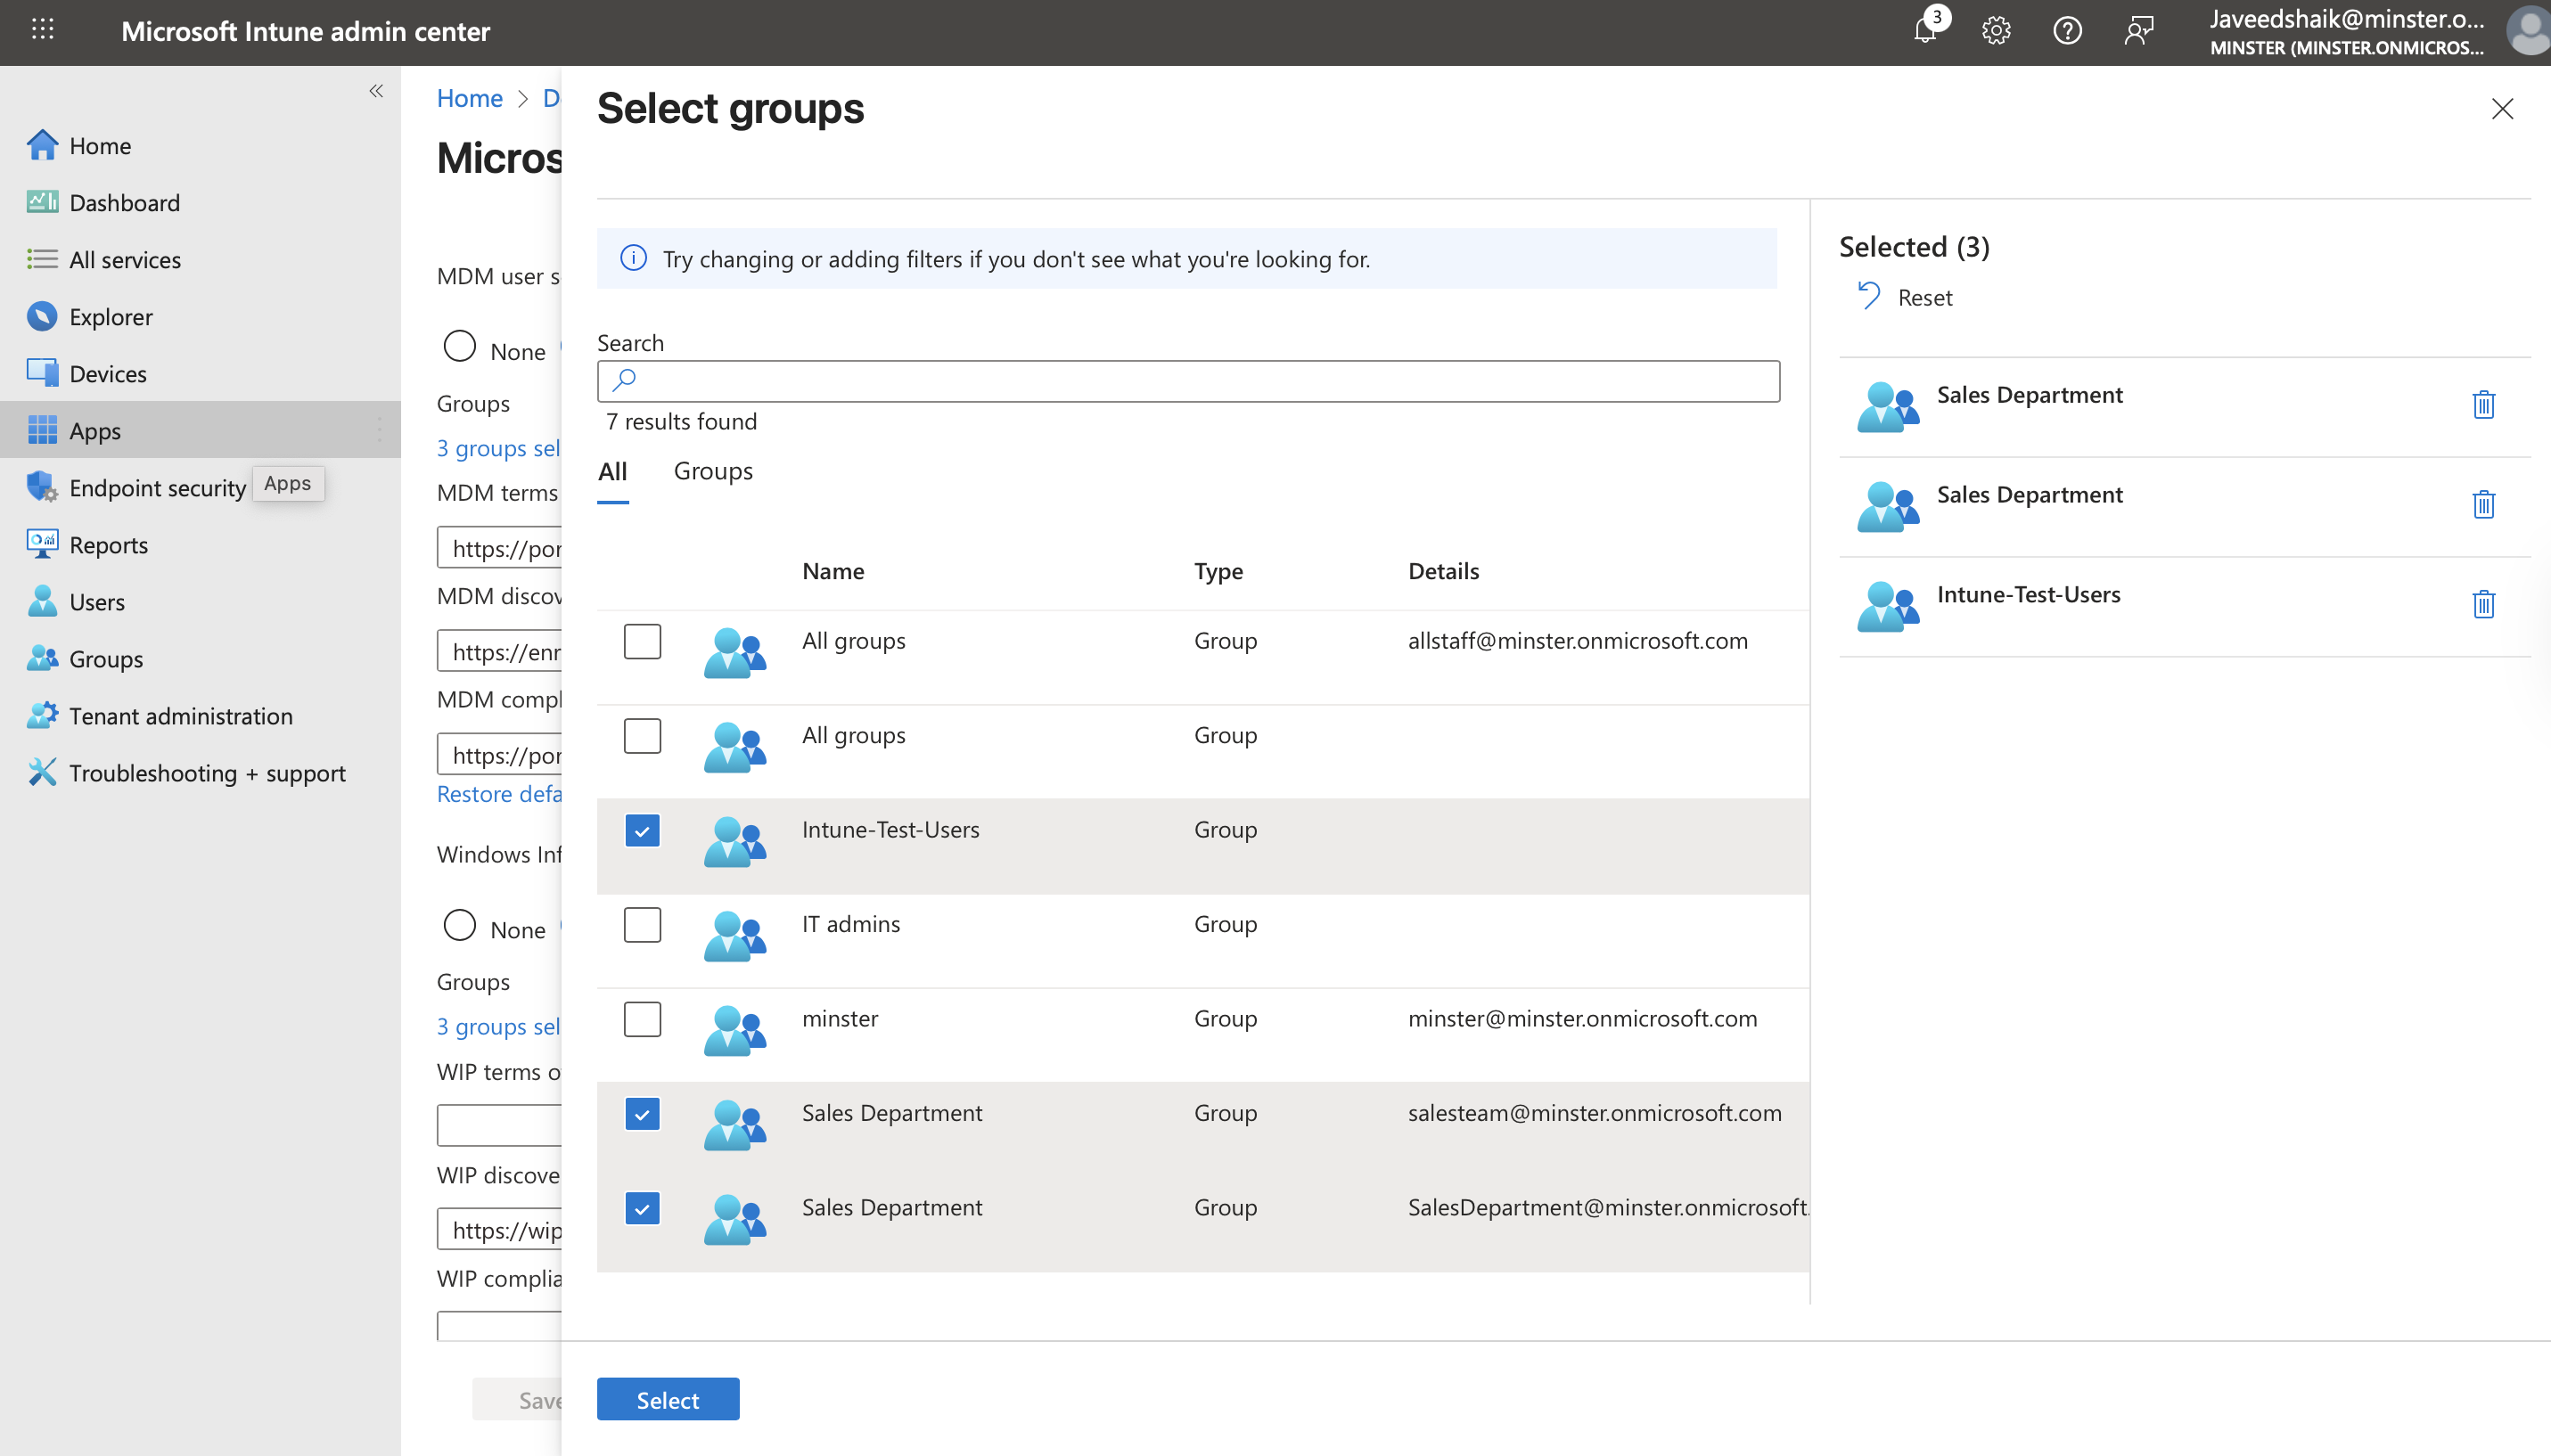 Microsoft Intune admin center
3
Javeedshaik@minster.o...
MINSTER (MINSTER.ONMICROS...
Home
Dashboard
All services
Explorer
Devices
Apps
Endpoint security
Apps
Reports
Users
Groups
Tenant administration
Troubleshooting + support
Home > D
Micros
MDM user s
None
Groups
3 groups sel
MDM terms
https://por
MDM discov
https://enr
MDM compl
https://por
Restore defa
Windows Inf
None
Groups
3 groups sel
WIP terms o
WIP discove
https://wip
WIP complia
Save
Select groups
Try changing or adding filters if you don't see what you're looking for.
Search
7 results found
All Groups
Name Type Details
All groups Group allstaff@minster.onmicrosoft.com
All groups Group
Intune-Test-Users Group
IT admins Group
minster Group minster@minster.onmicrosoft.com
Sales Department Group salesteam@minster.onmicrosoft.com
Sales Department Group SalesDepartment@minster.onmicrosoft.
Select
Selected (3)
Reset
Sales Department
Sales Department
Intune-Test-Users